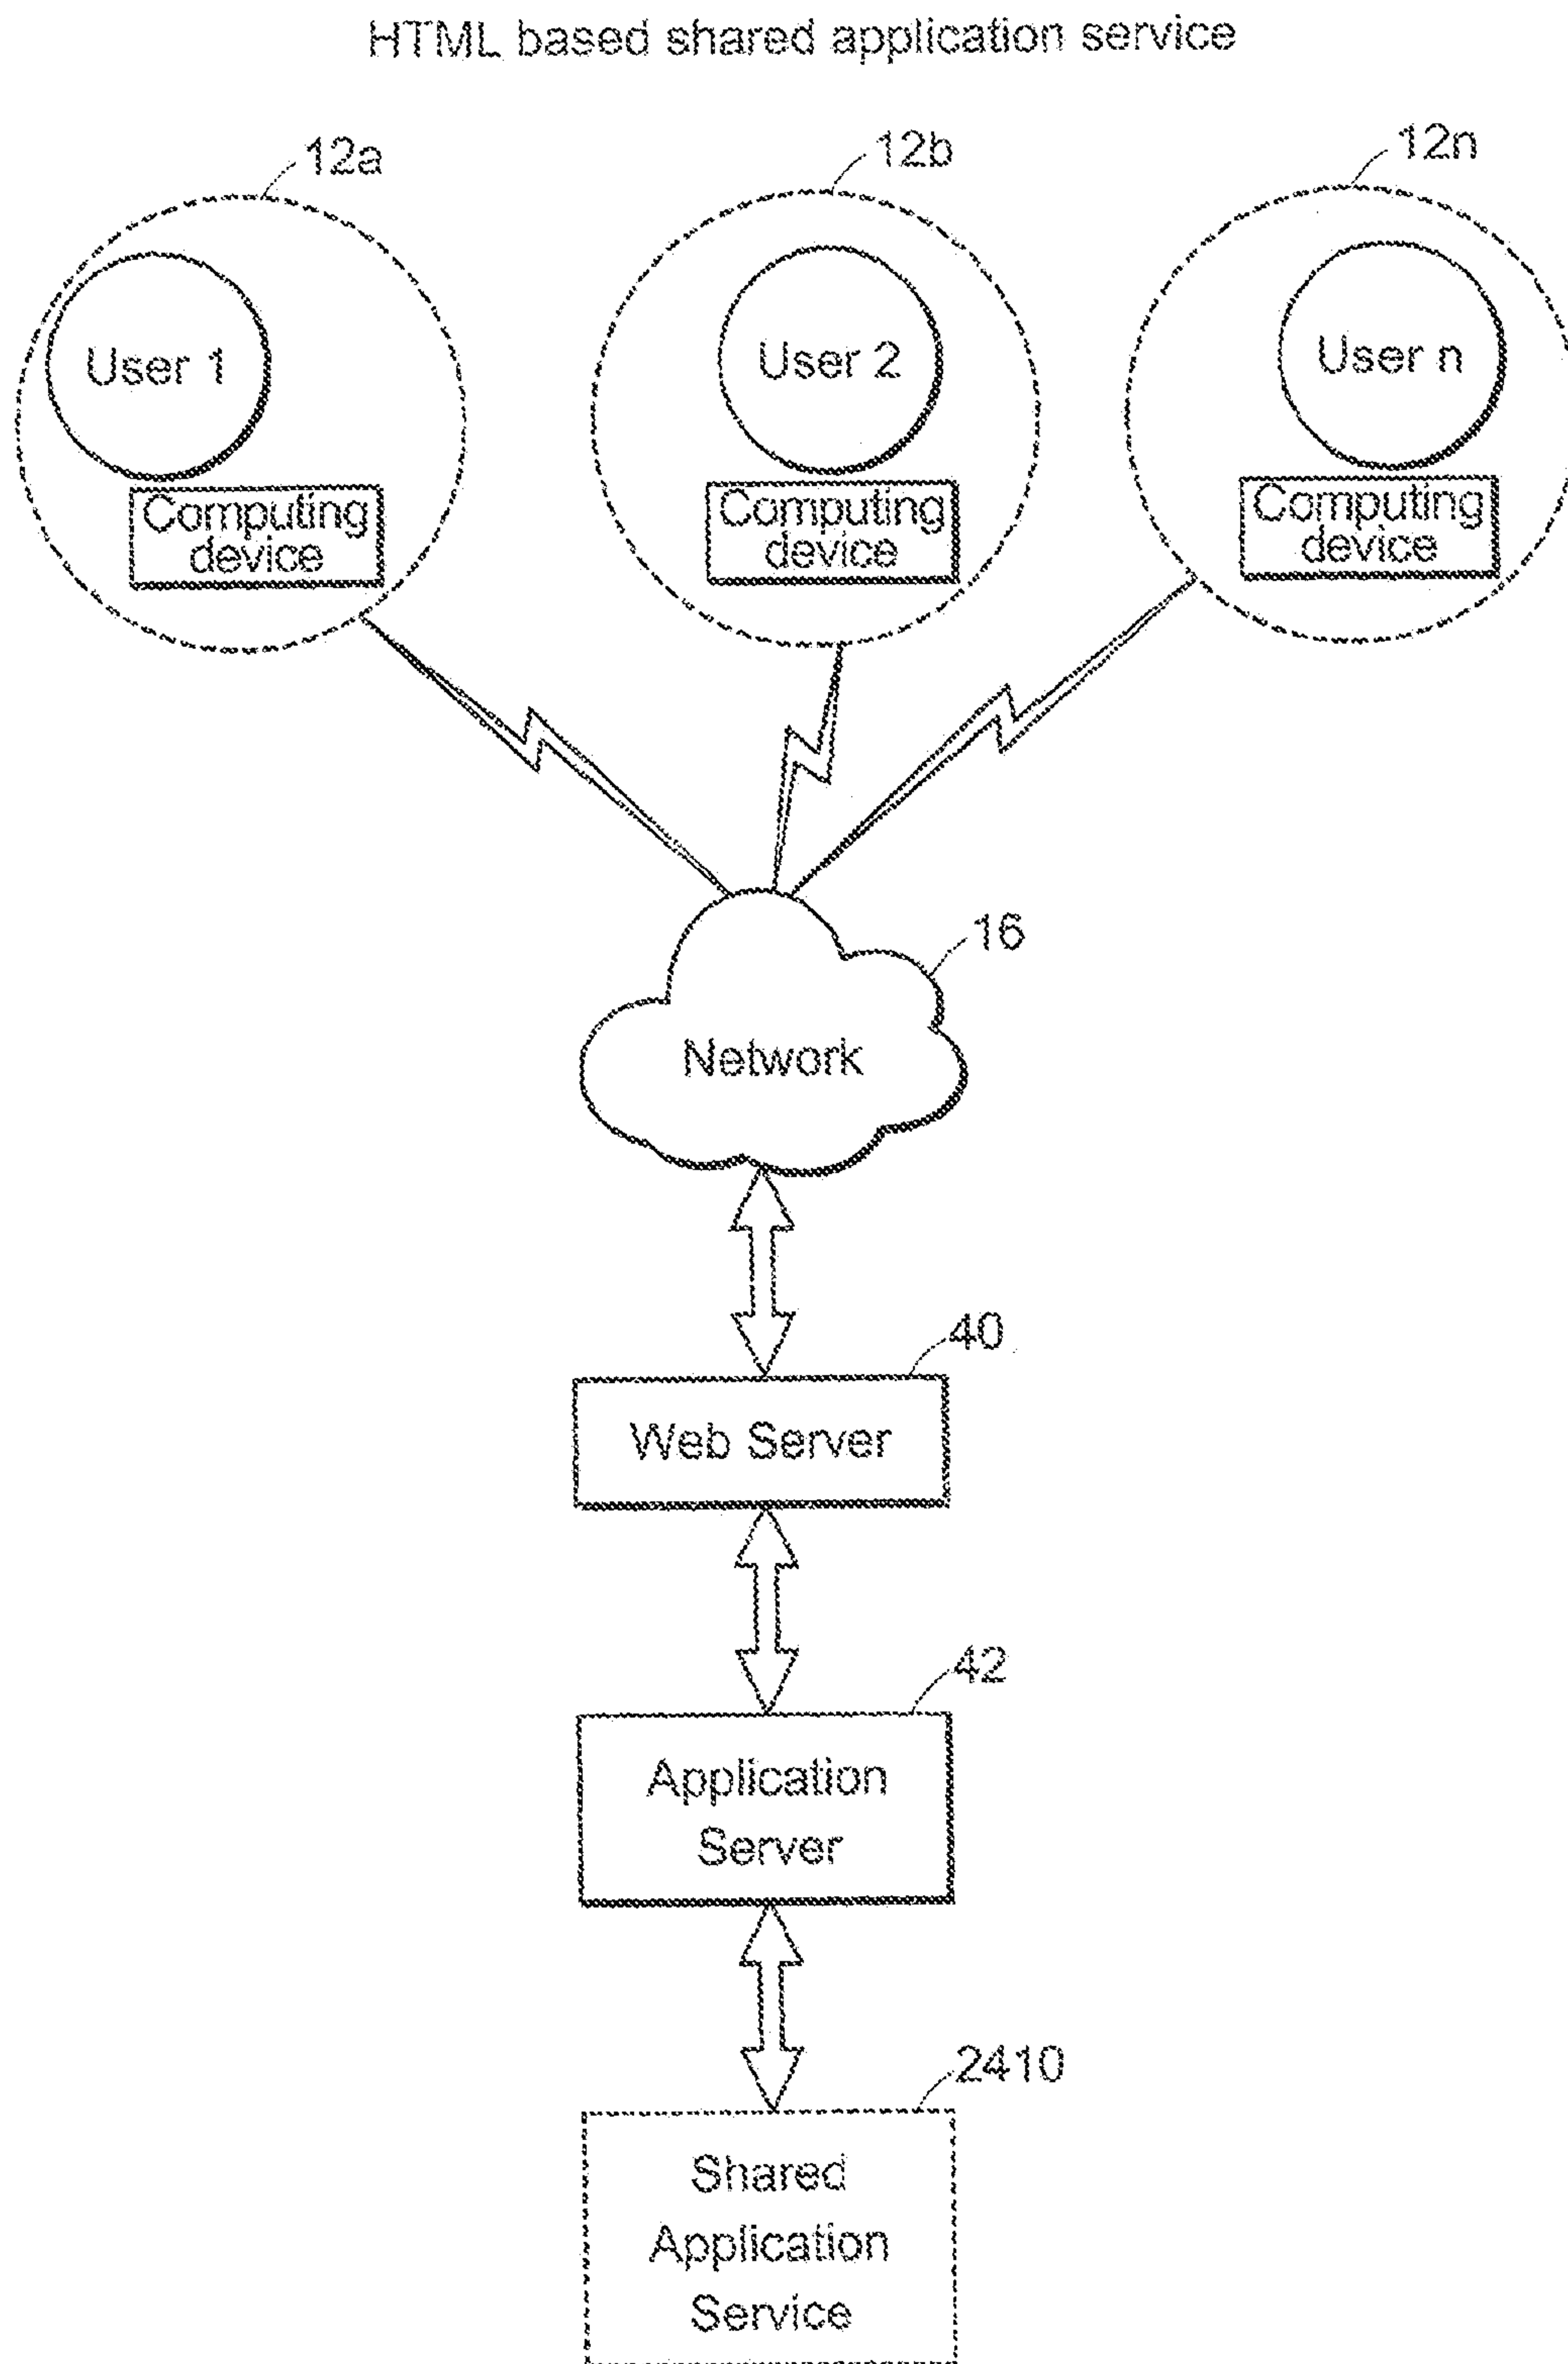 HTML based shared application service
12a
12b
12n
User 1
User 2
User n
Computing
device
Computing
device
Computing
device
16
Network
40
Web Server
42
Application
Server
2410
Shared
Application
Service